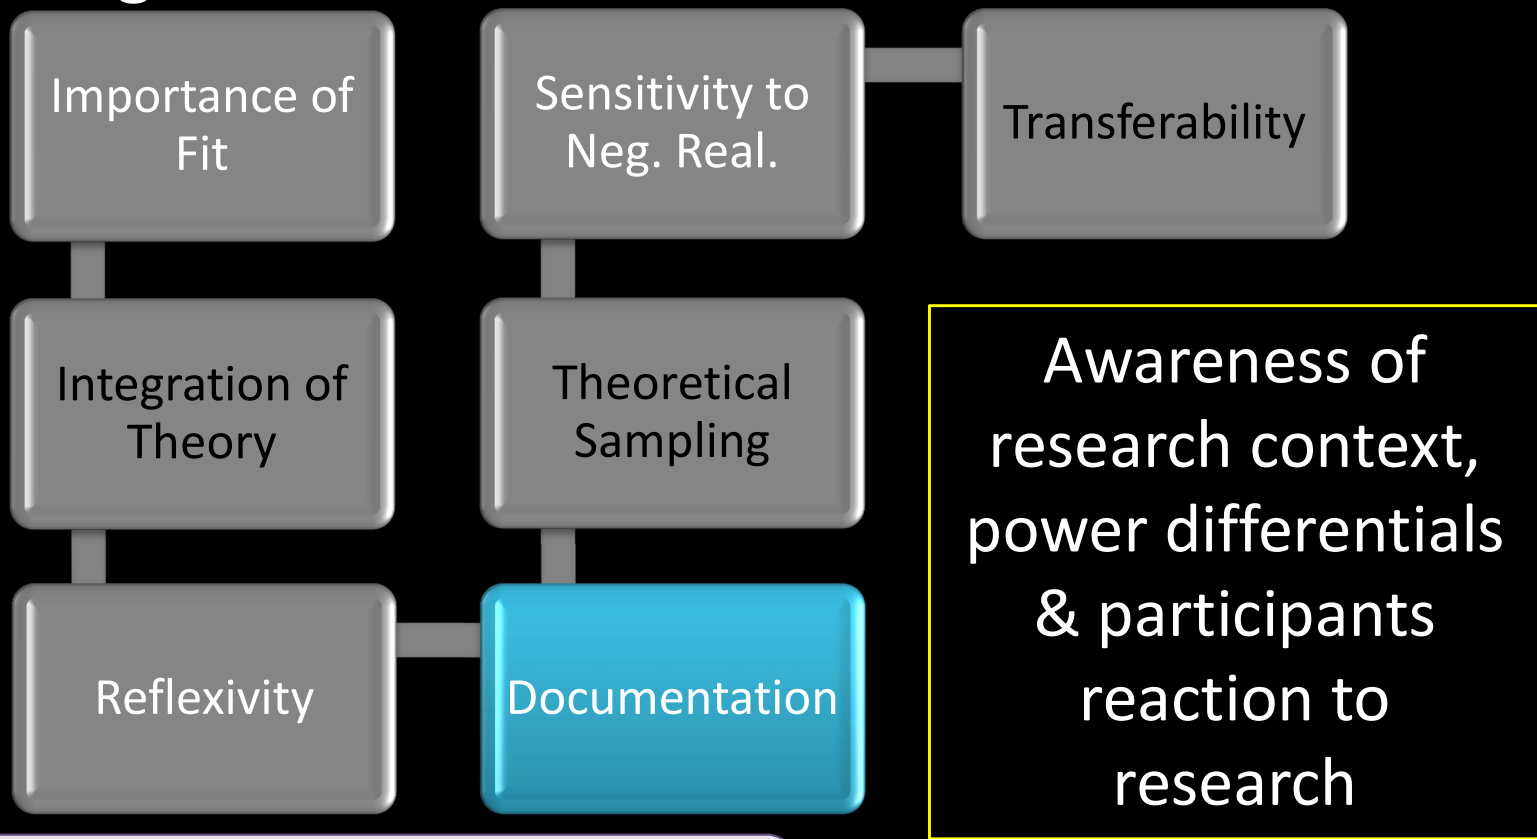 Importance of
Fit
Integration of
Theory
Reflexivity
Documentation
Theoretical
Sampling
Sensitivity to
Neg. Real.
Transferability
Awareness of
research context,
power differentials
& participants
reaction to
research